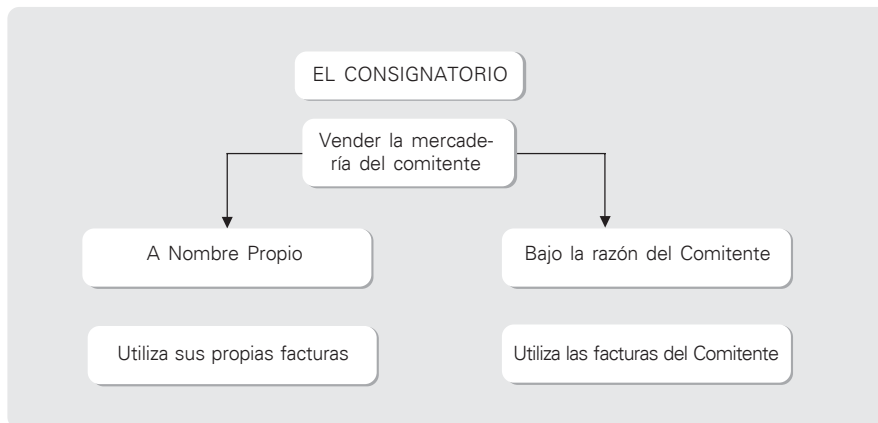 EL CONSIGNATORIO
Vender la mercade-
ría del comitente
A Nombre Propio
Bajo la razón del Comitente
Utiliza sus propias facturas
Utiliza las facturas del Comitente